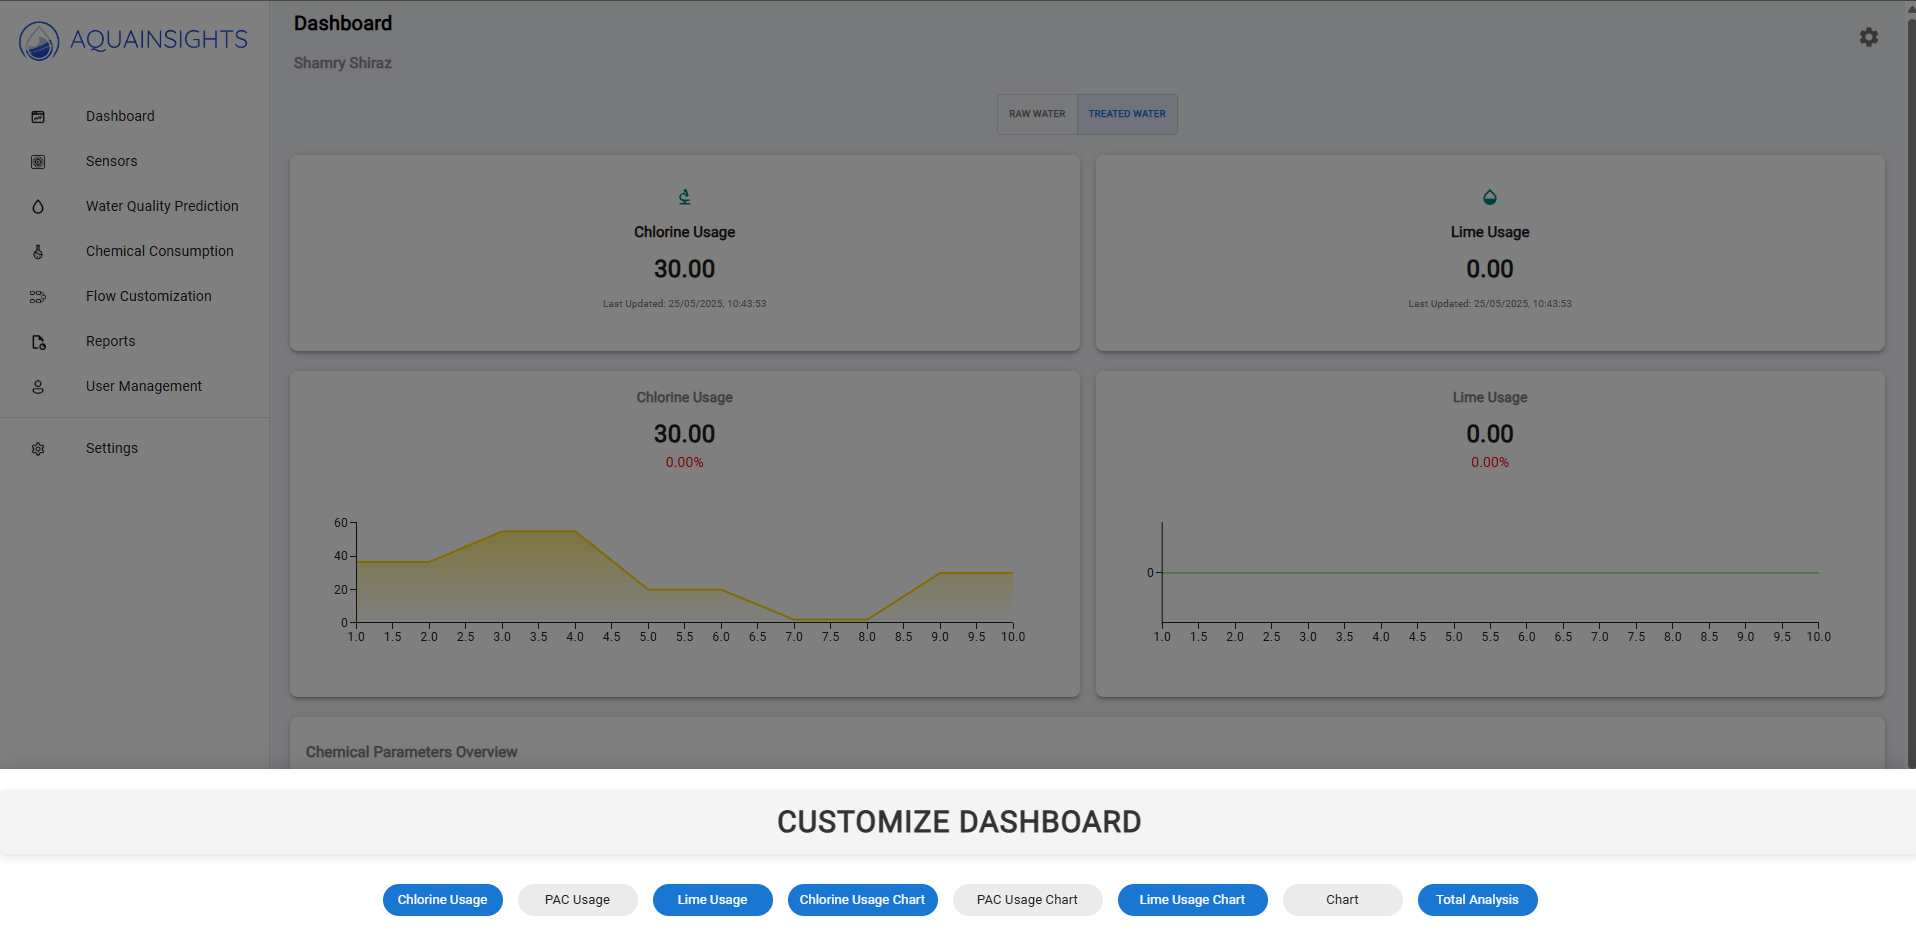 AQUAINSIGHTS
Dashboard
Sensors
Water Quality Prediction
Chemical Consumption
Flow Customization
Reports
User Management
Settings
Dashboard
Shamry Shiraz
RAW WATER TREATED WATER
Chlorine Usage
30.00
Last Updated: 25/05/2025, 10:43:53
Lime Usage
0.00
Last Updated: 25/05/2025, 10:43:53
Chlorine Usage
30.00
0.00%
60
40
20
0
1.0 1.5 2.0 2.5 3.0 3.5 4.0 4.5 5.0 5.5 6.0 6.5 7.0 7.5 8.0 8.5 9.0 9.5 10.0
Lime Usage
0.00
0.00%
0
1.0 1.5 2.0 2.5 3.0 3.5 4.0 4.5 5.0 5.5 6.0 6.5 7.0 7.5 8.0 8.5 9.0 9.5 10.0
Chemical Parameters Overview
CUSTOMIZE DASHBOARD
Chlorine Usage PAC Usage Lime Usage Chlorine Usage Chart PAC Usage Chart Lime Usage Chart Chart Total Analysis